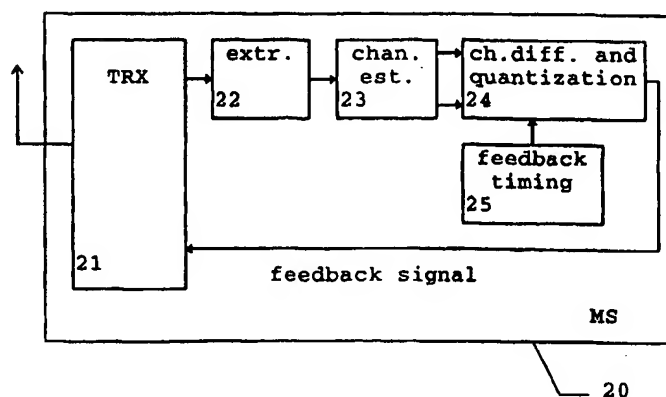 TRX
21
extr.
22
chan.
est.
23
ch.diff. and
quantization
24
feedback
timing
25
feedback signal
MS
20